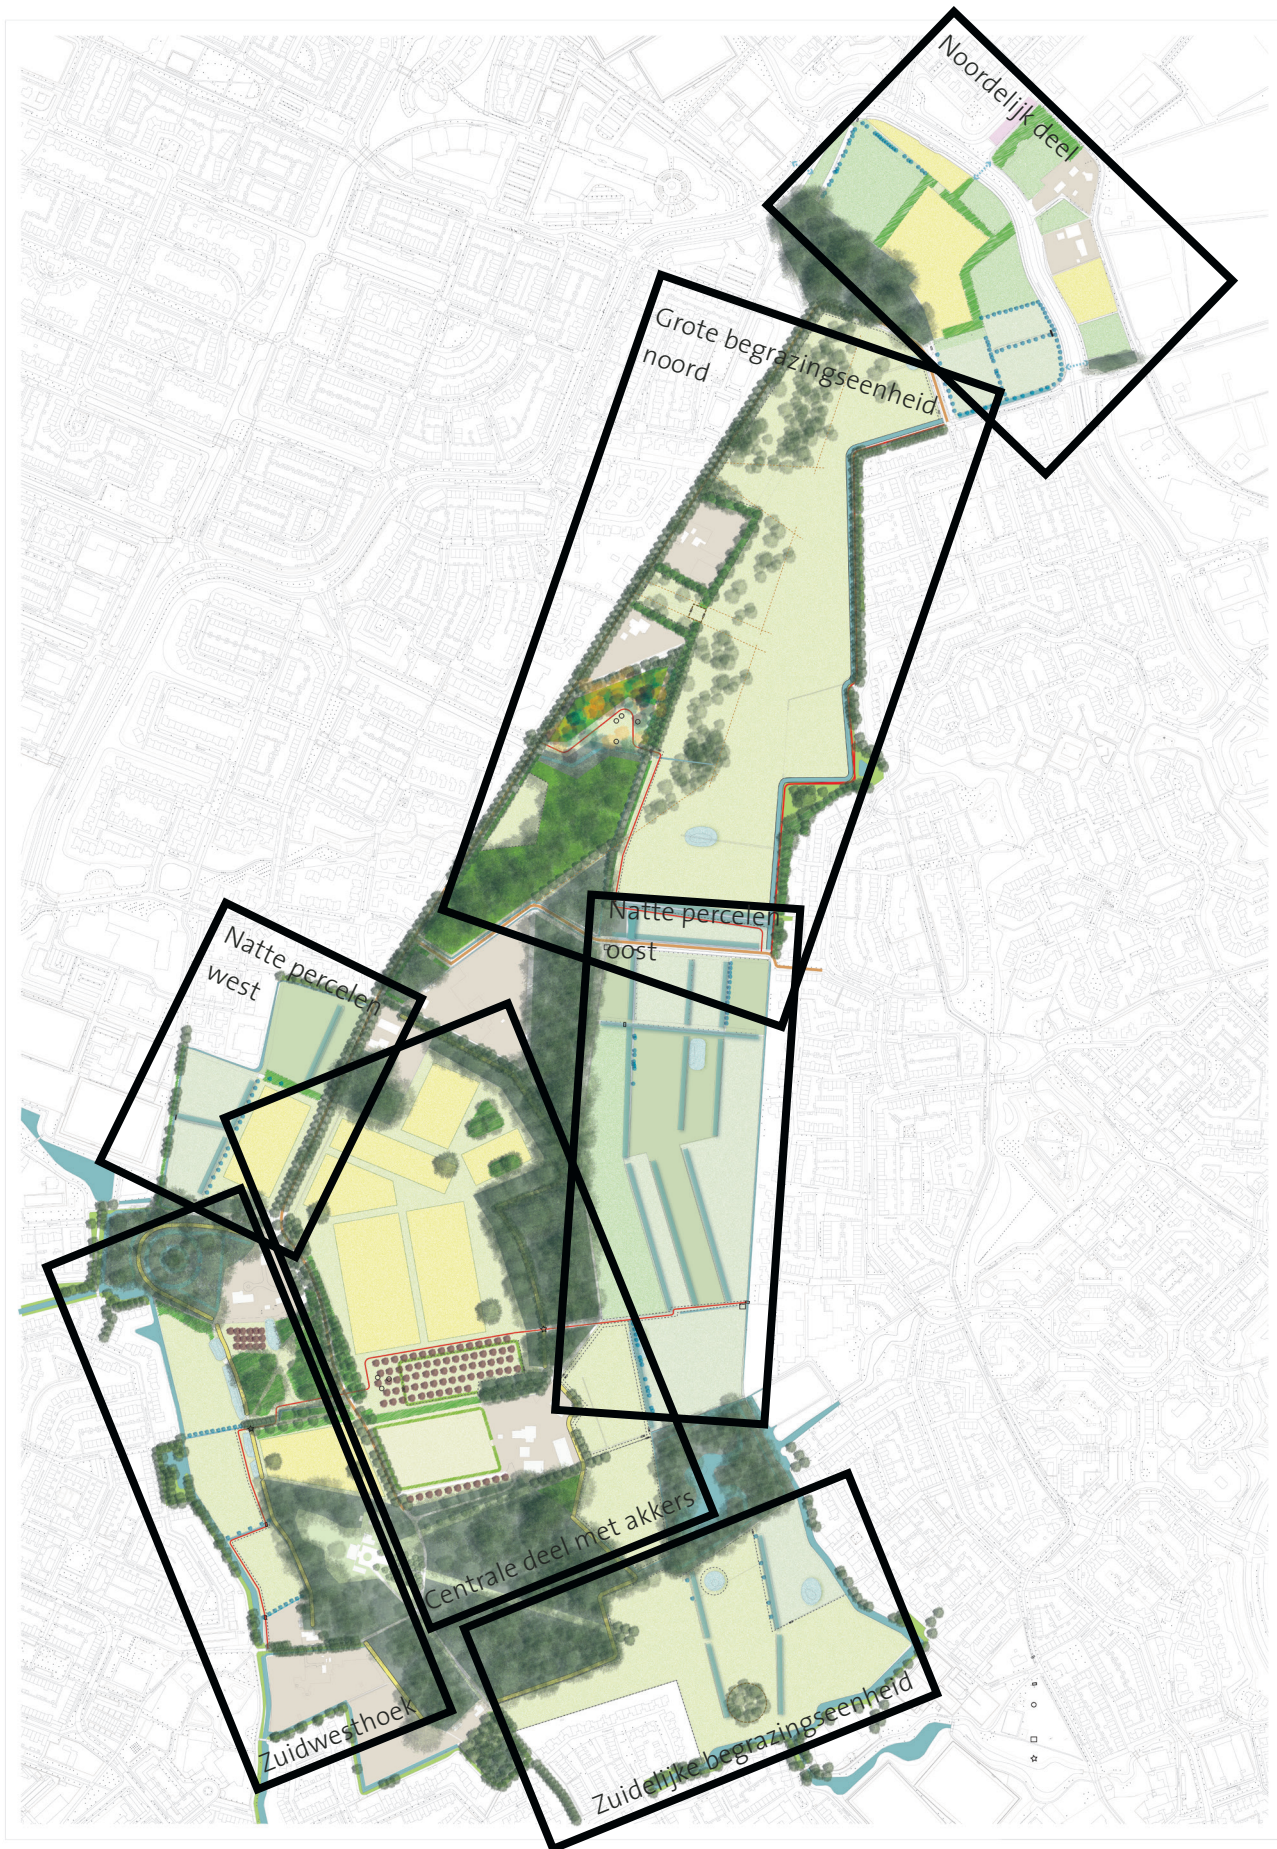 Noordelijk deel
Grote begrazingseenheid
noord
Natte percelen
oost
Natte percelen
west
Centrale deel met akkers
Zuidwesthoek
Zuidelijke begrazingseenheid